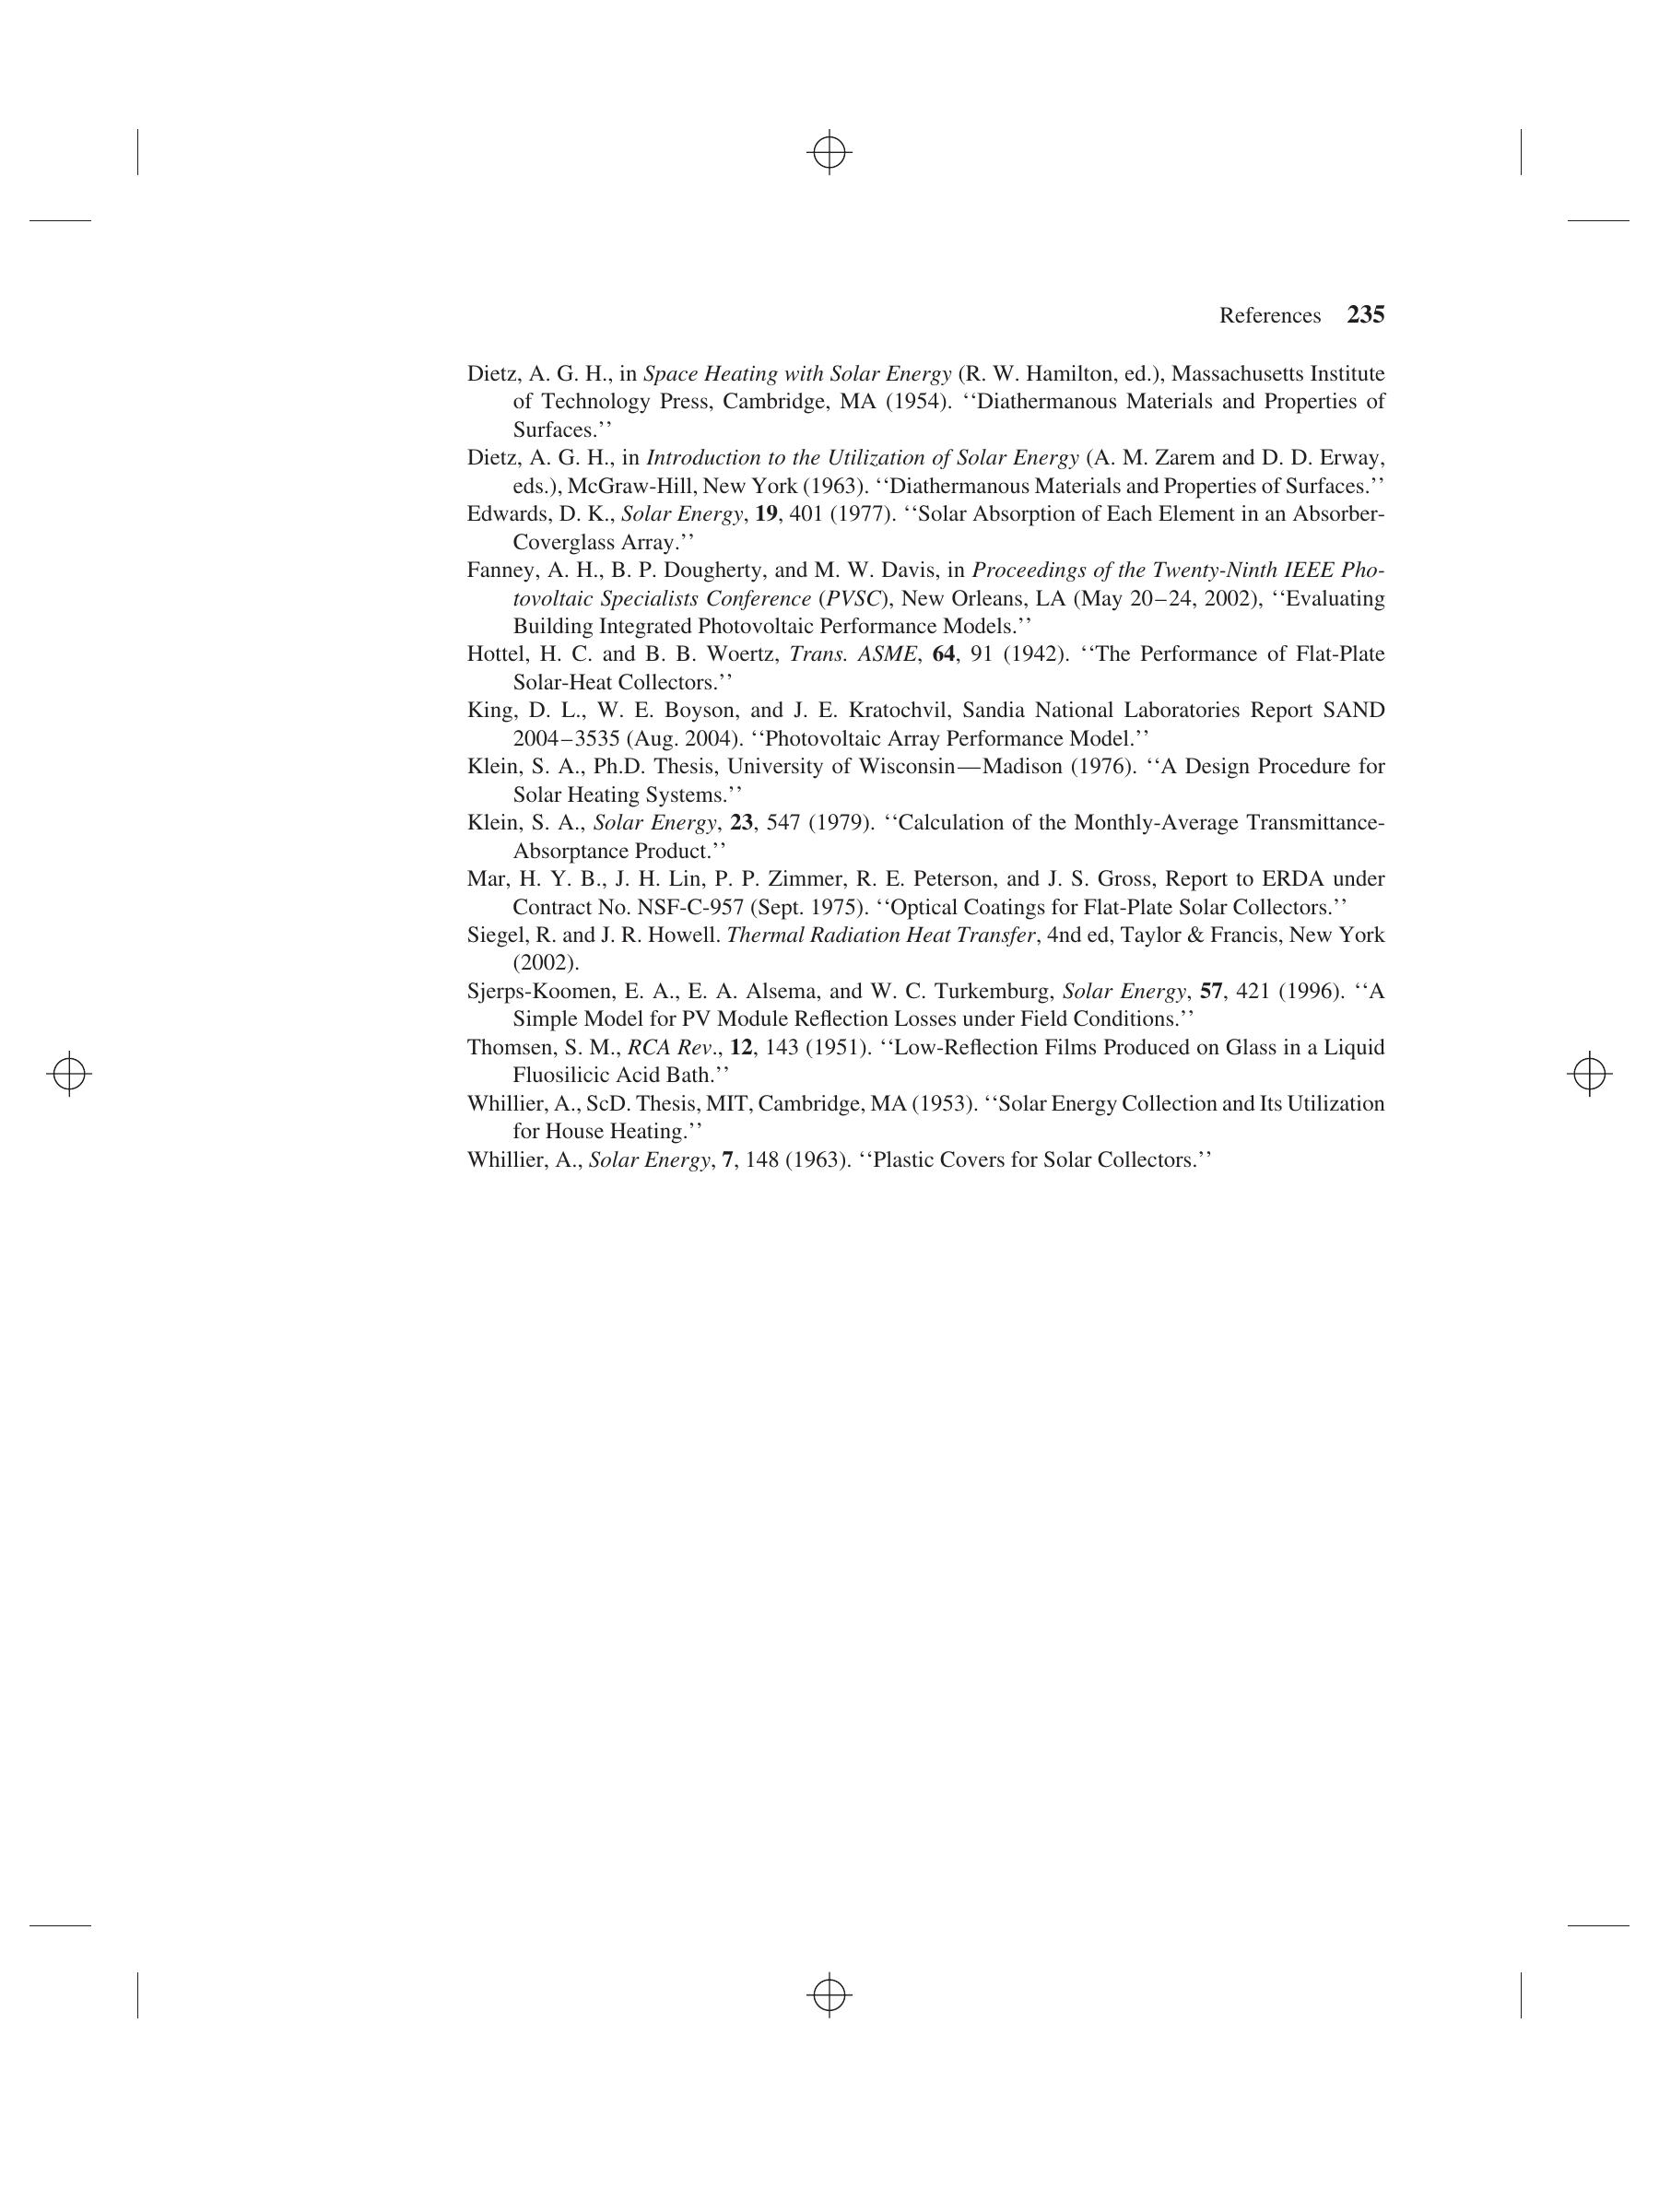 References 235
Dietz, A. G. H., in Space Heating with Solar Energy (R. W. Hamilton, ed.), Massachusetts Institute
of Technology Press, Cambridge, MA (1954). ‘‘Diathermanous Materials and Properties of
Surfaces.’’
Dietz, A. G. H., in Introduction to the Utilization of Solar Energy (A. M. Zarem and D. D. Erway,
eds.), McGraw-Hill, New York (1963). ‘‘Diathermanous Materials and Properties of Surfaces.’’
Edwards, D. K., Solar Energy, 19, 401 (1977). ‘‘Solar Absorption of Each Element in an Absorber-
Coverglass Array.’’
Fanney, A. H., B. P. Dougherty, and M. W. Davis, in Proceedings of the Twenty-Ninth IEEE Pho-
tovoltaic Specialists Conference (PVSC), New Orleans, LA (May 20–24, 2002), ‘‘Evaluating
Building Integrated Photovoltaic Performance Models.’’
Hottel, H. C. and B. B. Woertz, Trans. ASME, 64, 91 (1942). ‘‘The Performance of Flat-Plate
Solar-Heat Collectors.’’
King, D. L., W. E. Boyson, and J. E. Kratochvil, Sandia National Laboratories Report SAND
2004–3535 (Aug. 2004). ‘‘Photovoltaic Array Performance Model.’’
Klein, S. A., Ph.D. Thesis, University of Wisconsin—Madison (1976). ‘‘A Design Procedure for
Solar Heating Systems.’’
Klein, S. A., Solar Energy, 23, 547 (1979). ‘‘Calculation of the Monthly-Average Transmittance-
Absorptance Product.’’
Mar, H. Y. B., J. H. Lin, P. P. Zimmer, R. E. Peterson, and J. S. Gross, Report to ERDA under
Contract No. NSF-C-957 (Sept. 1975). ‘‘Optical Coatings for Flat-Plate Solar Collectors.’’
Siegel, R. and J. R. Howell. Thermal Radiation Heat Transfer, 4nd ed, Taylor & Francis, New York
(2002).
Sjerps-Koomen, E. A., E. A. Alsema, and W. C. Turkemburg, Solar Energy, 57, 421 (1996). ‘‘A
Simple Model for PV Module Reflection Losses under Field Conditions.’’
Thomsen, S. M., RCA Rev., 12, 143 (1951). ‘‘Low-Reflection Films Produced on Glass in a Liquid
Fluosilicic Acid Bath.’’
Whillier, A., ScD. Thesis, MIT, Cambridge, MA (1953). ‘‘Solar Energy Collection and Its Utilization
for House Heating.’’
Whillier, A., Solar Energy, 7, 148 (1963). ‘‘Plastic Covers for Solar Collectors.’’